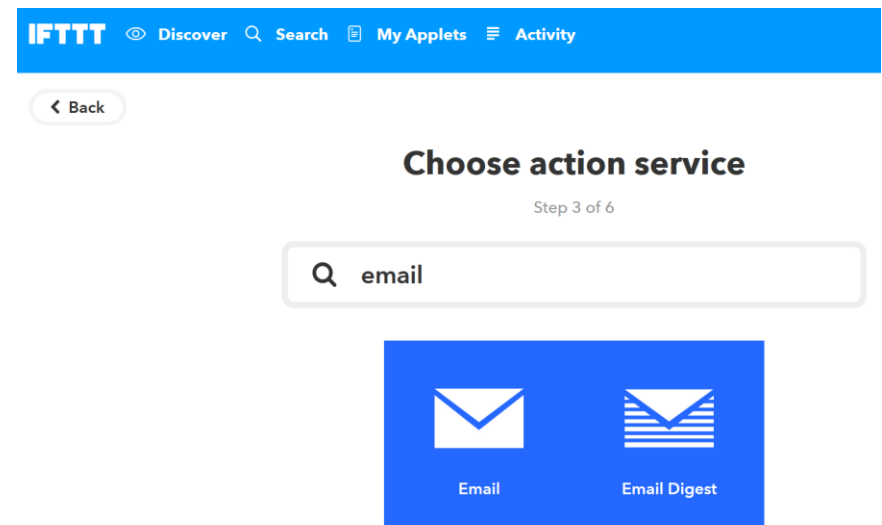 IFTTT Discover Search My Applets Activity
Back
Choose action service
Step 3 of 6
email
Email Email Digest